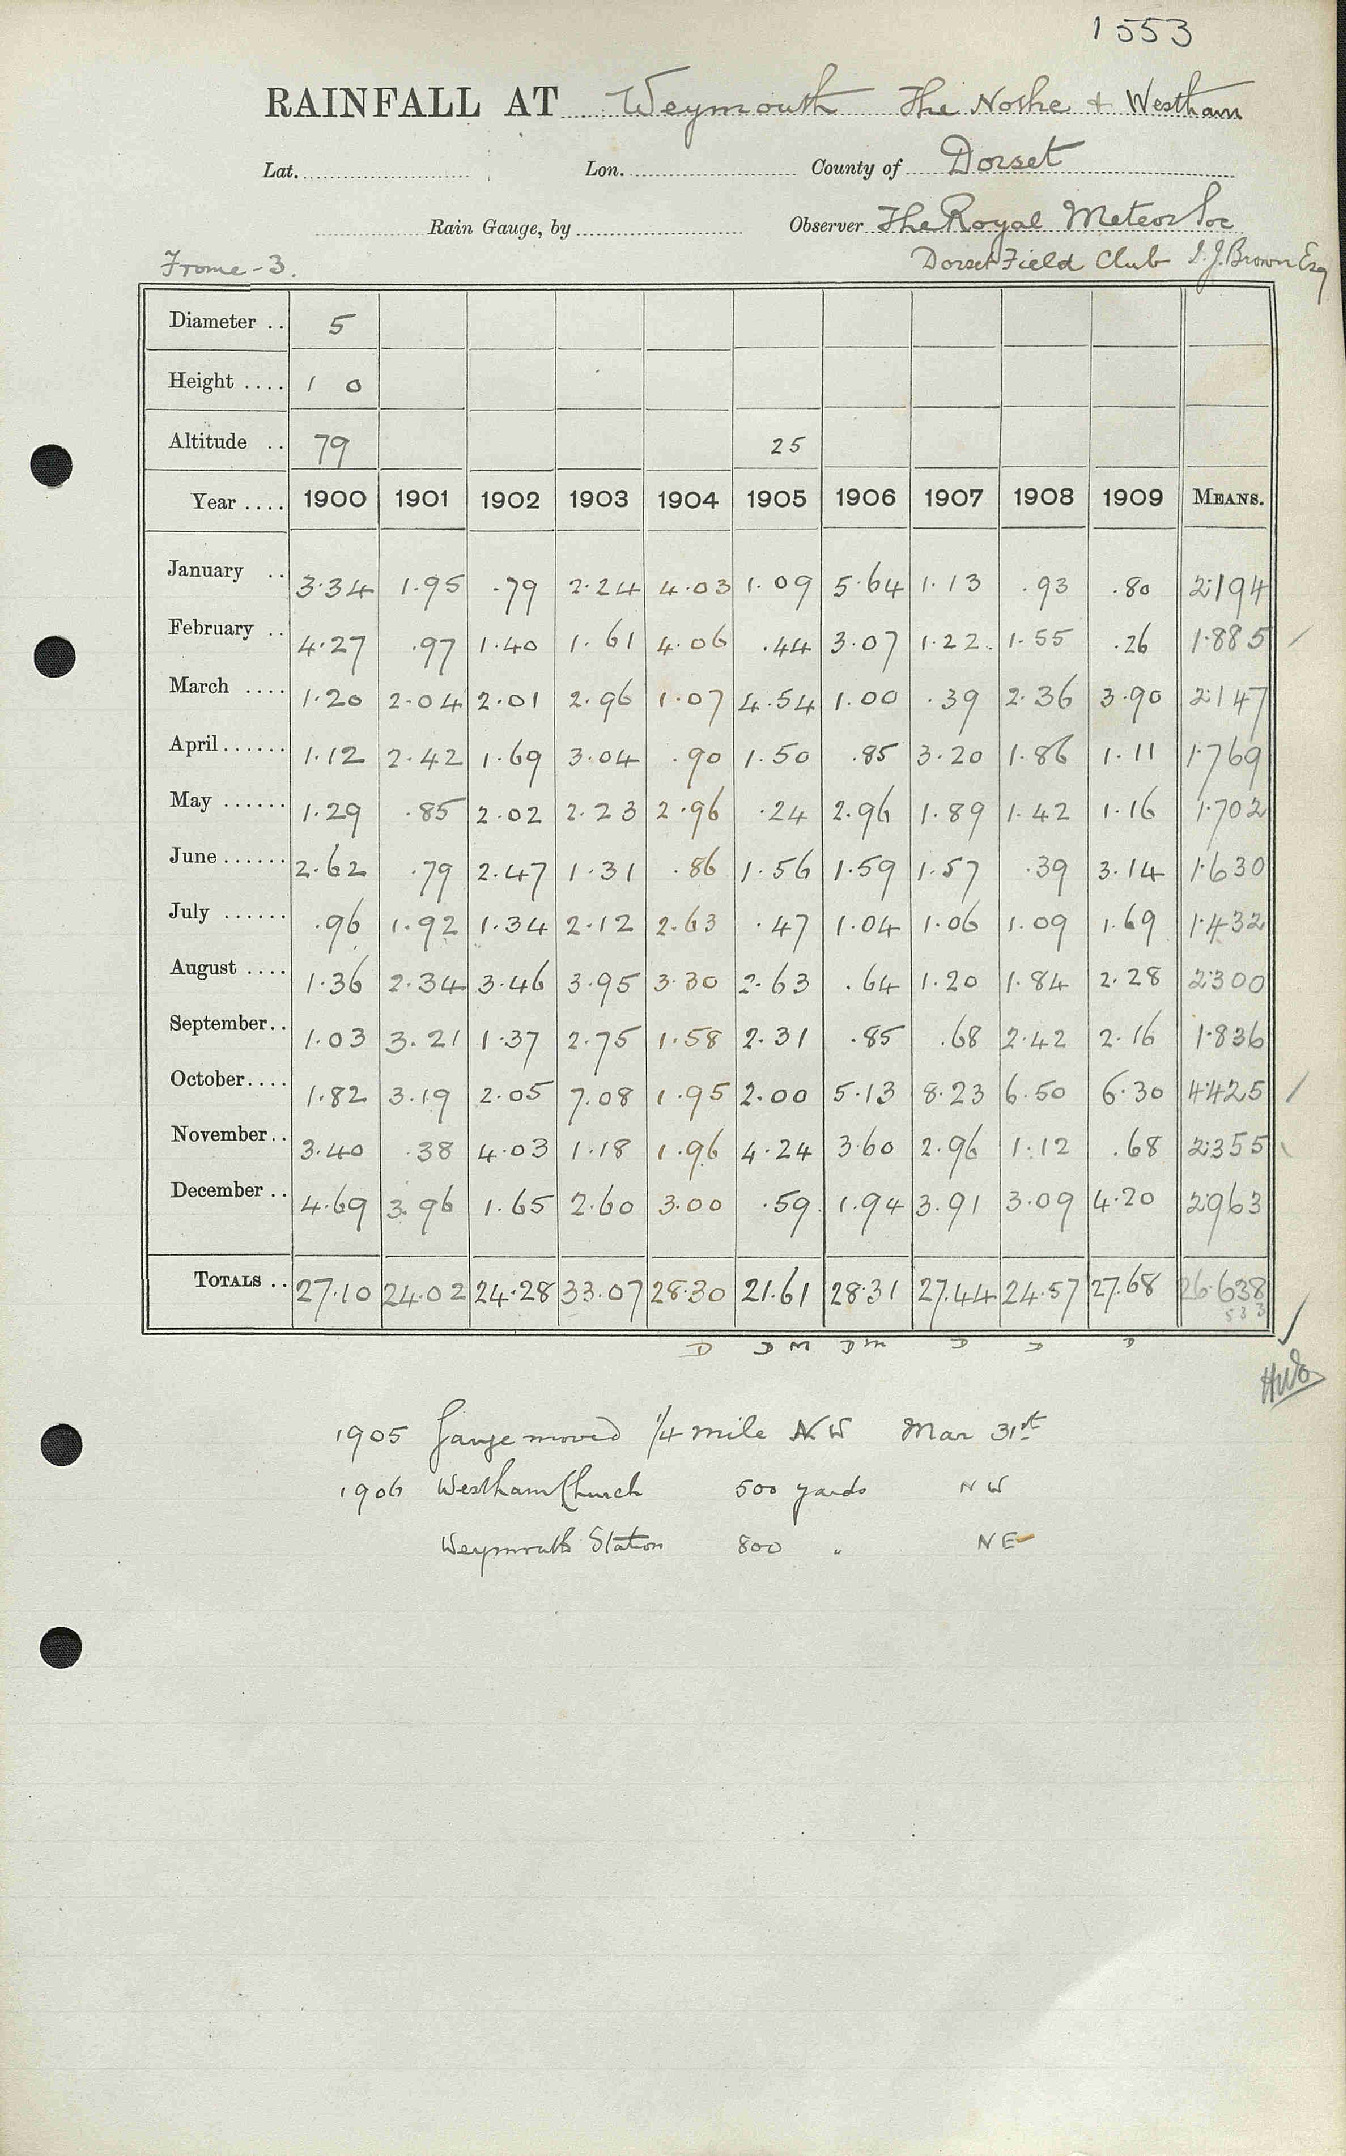 1553
RAINFALL AT Weymouth The Nothe & Westham
Lat. Lon. County of Dorset
Rain Gauge, by Observer The Royal Meteor Soc
Frome - 3. Dorset Field Club J. J. Brown Esq
Diameter .. 5
Height .... 1 0
Altitude .. 79 25
Year .... 1900 1901 1902 1903 1904 1905 1906 1907 1908 1909 MEANS.
January .. 3.34 1.95 .79 2.24 4.03 1.09 5.64 1.13 .93 .80 2.194
February .. 4.27 .97 1.40 1.61 4.06 .44 3.07 1.22 1.55 .26 1.885
March .... 1.20 2.04 2.01 2.96 1.07 4.54 1.00 .39 2.36 3.90 2.147
April ...... 1.12 2.42 1.69 3.04 .90 1.50 .85 3.20 1.86 1.11 1.769
May ...... 1.29 .85 2.02 2.23 2.96 .24 2.96 1.89 1.42 1.16 1.702
June ...... 2.62 .79 2.47 1.31 .86 1.56 1.59 1.57 .39 3.14 1.630
July ...... .96 1.92 1.34 2.12 2.63 .47 1.04 1.06 1.09 1.69 1.432
August .... 1.36 2.34 3.46 3.95 3.30 2.63 .64 1.20 1.84 2.28 2.300
September .. 1.03 3.21 1.37 2.75 1.58 2.31 .85 .68 2.42 2.16 1.836
October .... 1.82 3.19 2.05 7.08 1.95 2.00 5.13 8.23 6.50 6.30 4.425
November .. 3.40 .38 4.03 1.18 1.96 4.24 3.60 2.96 1.12 .68 2.355
December .. 4.69 3.96 1.65 2.60 3.00 .59 1.94 3.91 3.09 4.20 2.963
TOTALS .. 27.10 24.02 24.28 33.07 28.30 21.61 28.31 27.44 24.57 27.68 26.638
533
D D M D M D D D
1905 Gauge moved 1/4 mile NW Mar 31st
1906 Westham Church 500 yards NW
Weymouth Station 800 " NE